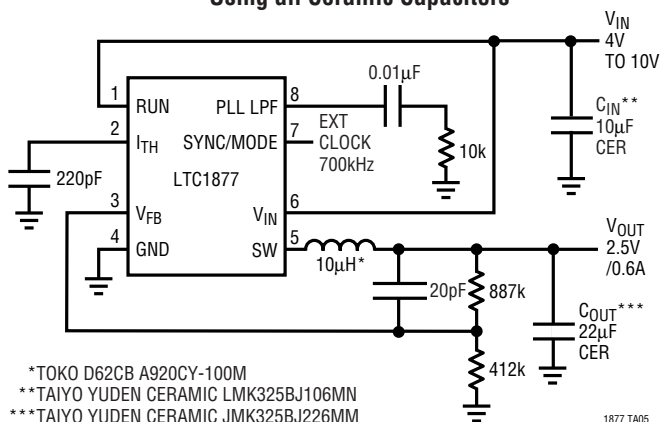 Using all Ceramic Capacitors
V_IN
4V
TO 10V
0.01µF
1
RUN
PLL LPF
8
C_IN**
10µF
CER
2
I_TH
SYNC/MODE
7
EXT
CLOCK
700kHz
10k
220pF
LTC1877
3
V_FB
V_IN
6
4
GND
SW
5
10µH*
V_OUT
2.5V
/0.6A
20pF
887k
C_OUT***
22µF
CER
412k
*TOKO D62CB A920CY-100M
**TAIYO YUDEN CERAMIC LMK325BJ106MN
***TAIYO YUDEN CERAMIC JMK325BJ226MM
1877 TA05